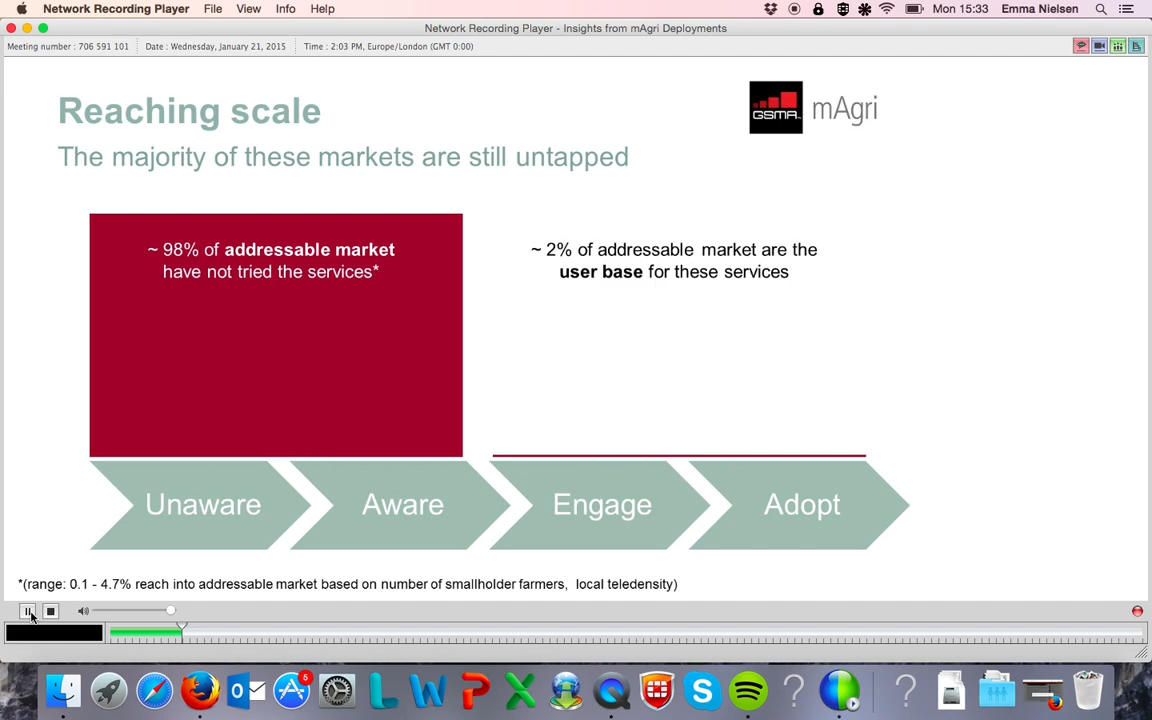 Network Recording Player File View Info Help Mon 15:33 Emma Nielsen
Network Recording Player - Insights from mAgri Deployments
Meeting number : 706 591 101 Date : Wednesday, January 21, 2015 Time : 2:03 PM, Europe/London (GMT 0:00)
Reaching scale
GSMA mAgri
The majority of these markets are still untapped
~ 98% of addressable market
have not tried the services*
~ 2% of addressable market are the
user base for these services
Unaware Aware Engage Adopt
*(range: 0.1 - 4.7% reach into addressable market based on number of smallholder farmers, local teledensity)
5